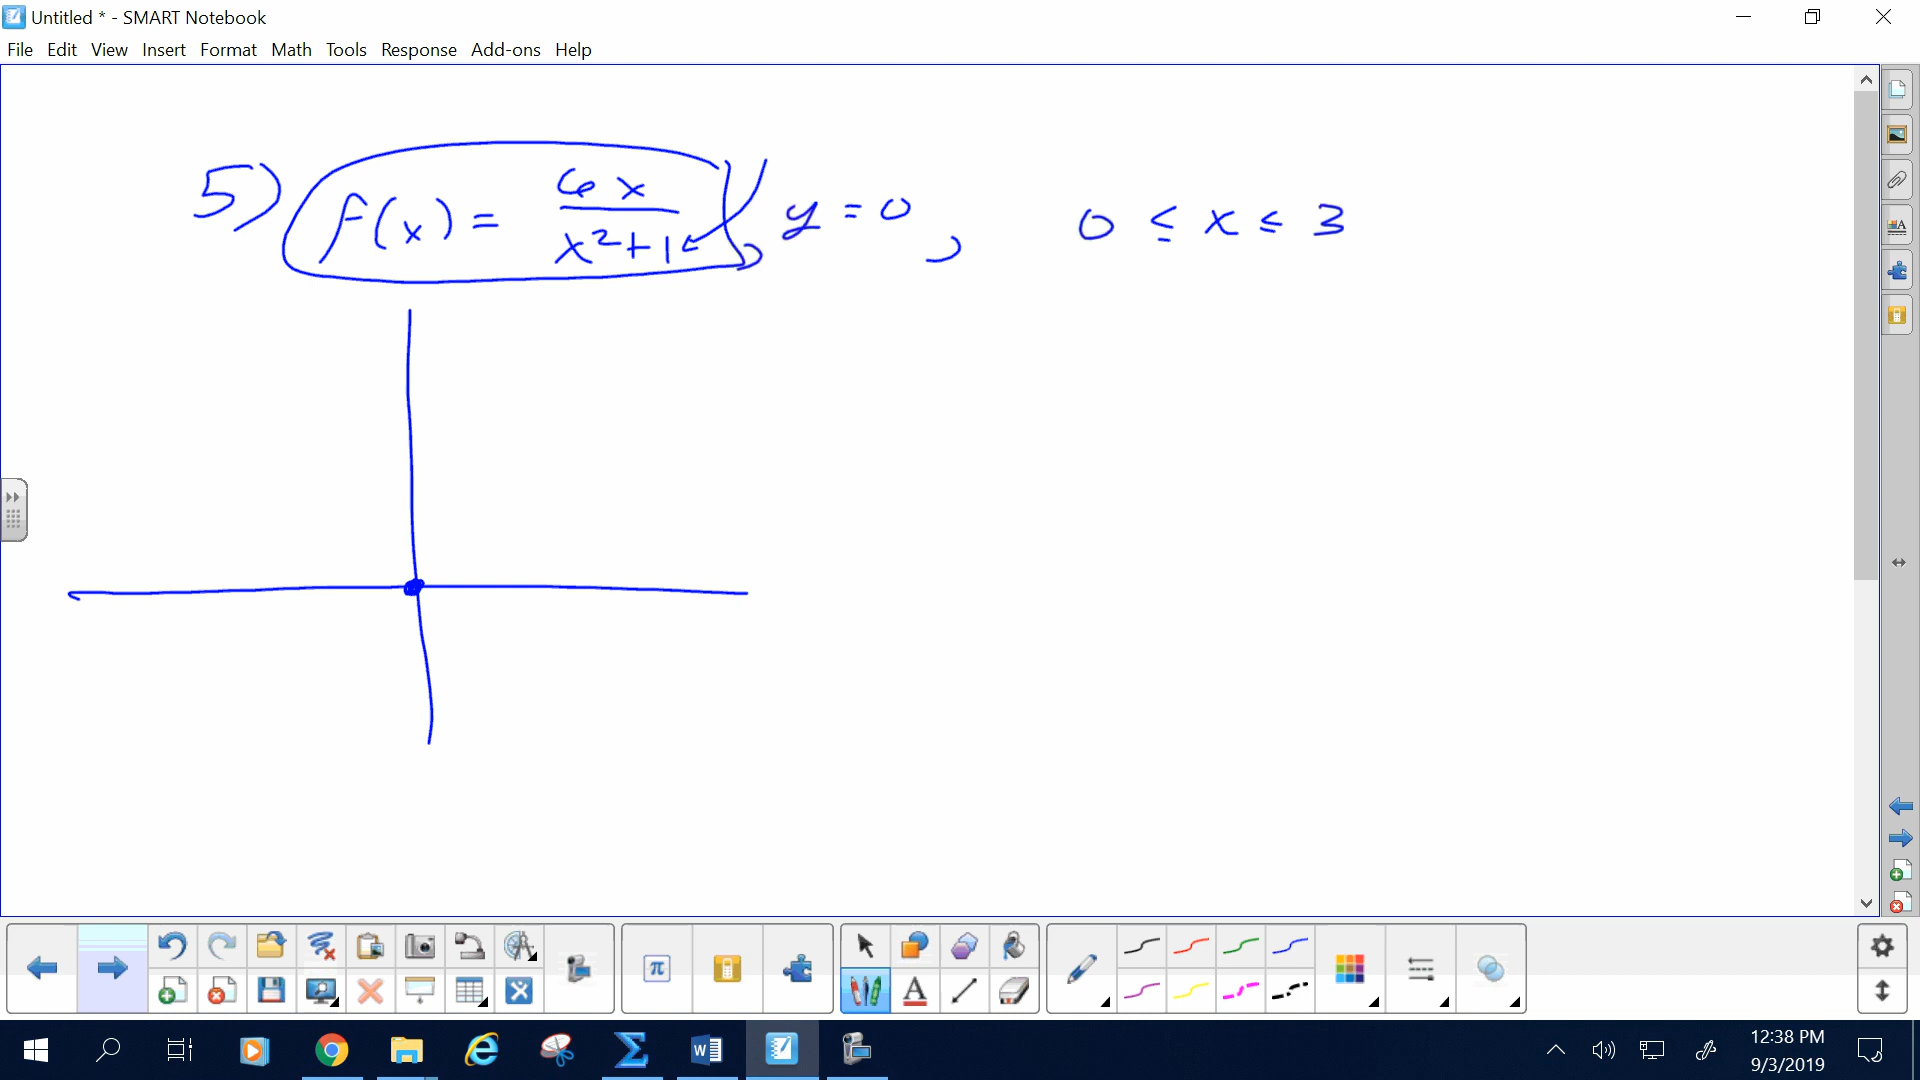 Untitled * - SMART Notebook
File Edit View Insert Format Math Tools Response Add-ons Help
5) f(x) = 6x / x²+1 , y = 0 , 0 ≤ x ≤ 3
π
A
12:38 PM
9/3/2019